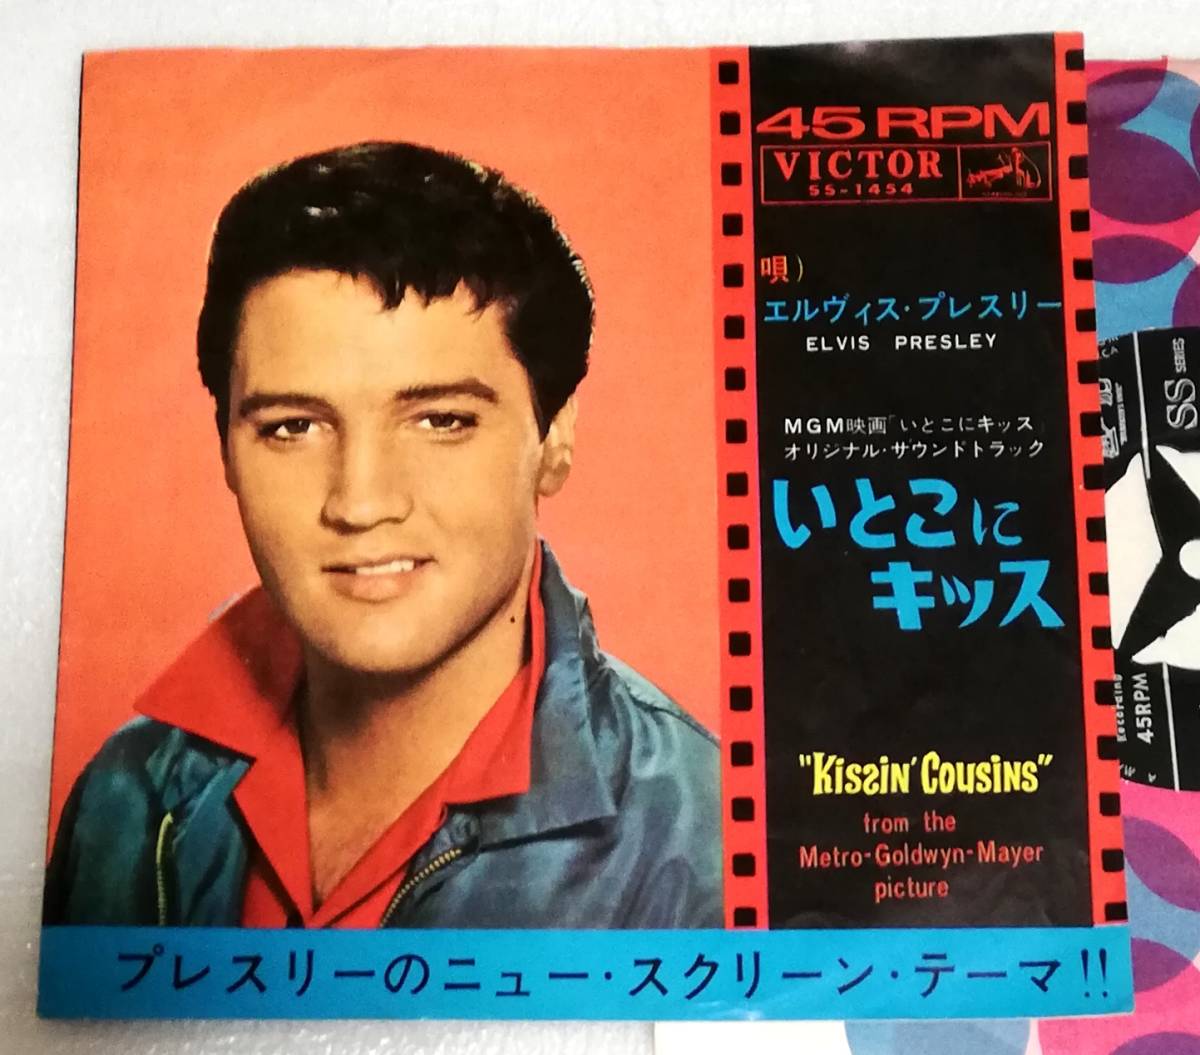 45 RPM
VICTOR
SS-1454
唄)
エルヴィス・プレスリー
ELVIS PRESLEY
MGM映画「いとこにキッス」
オリジナル・サウンドトラック
いとこに
キッス
"Kissin' Cousins"
from the
Metro-Goldwyn-Mayer
picture
プレスリーのニュー・スクリーン・テーマ!!
SS
SERIES
Recording
45RPM